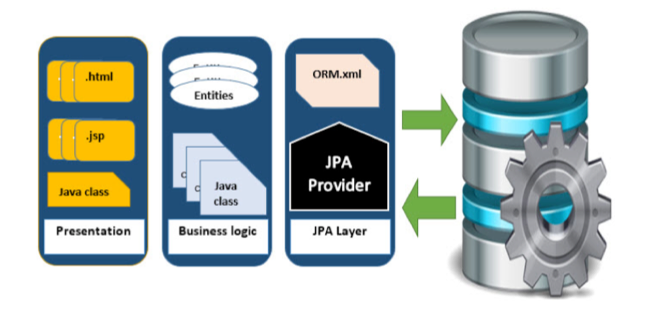 .html
.jsp
Java class
Presentation
Entities
Java
class
Business logic
ORM.xml
JPA
Provider
JPA Layer